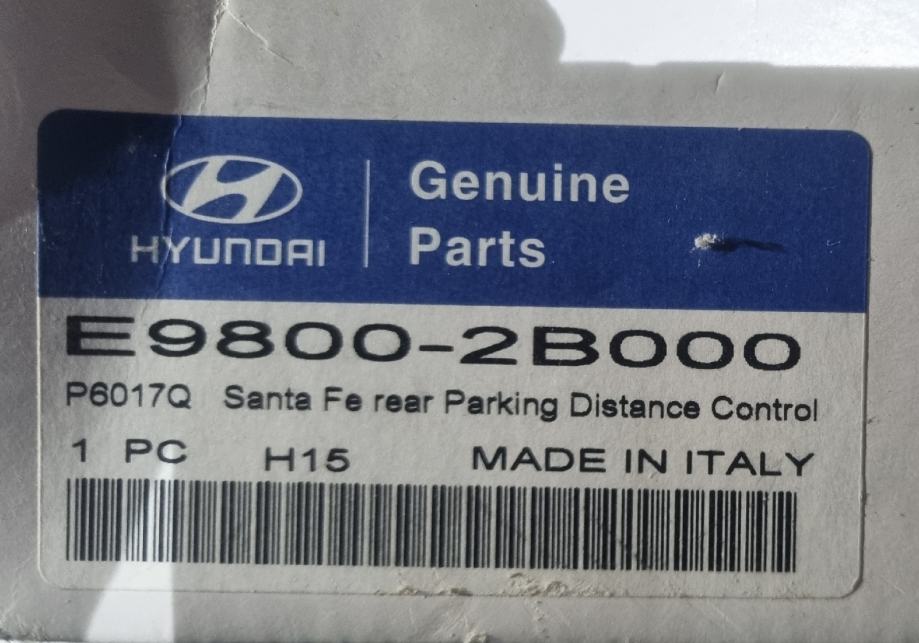 HYUNDAI
Genuine
Parts
E9800-2B000
P6017Q Santa Fe rear Parking Distance Control
1 PC H15 MADE IN ITALY